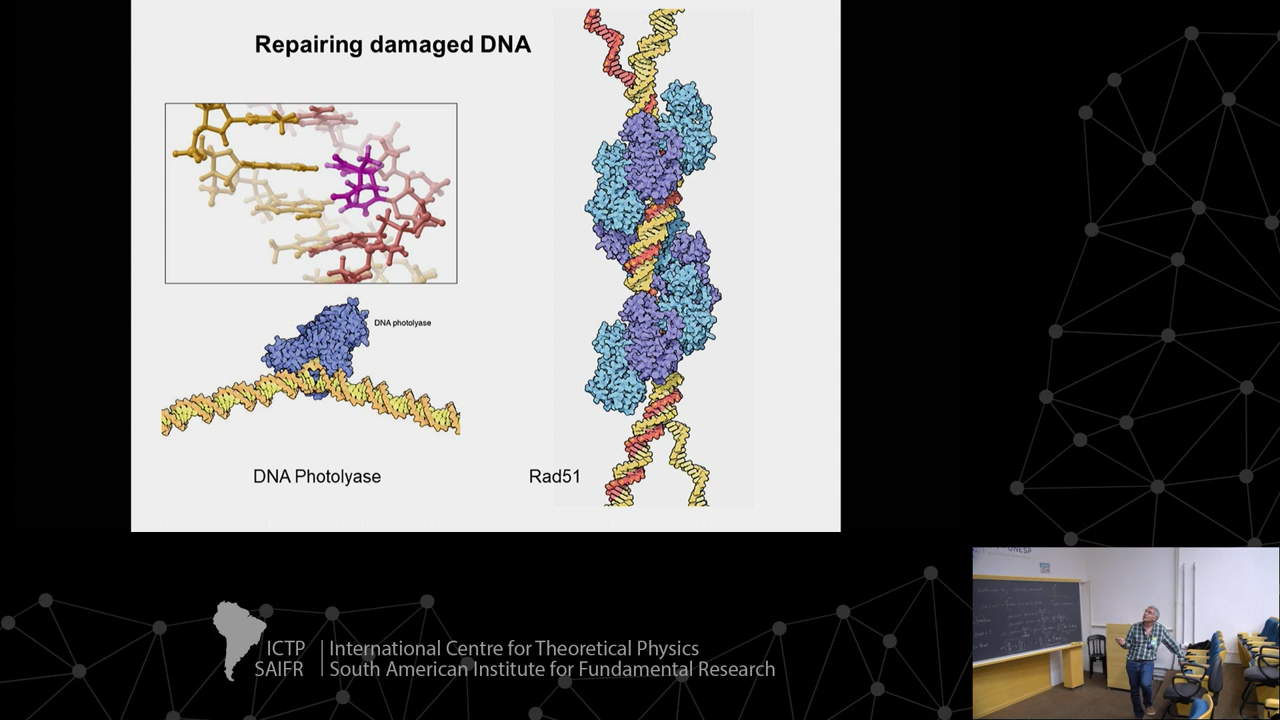 Repairing damaged DNA
DNA photolyase
DNA Photolyase
Rad51
UNESP
ICTP
SAIFR
International Centre for Theoretical Physics
South American Institute for Fundamental Research